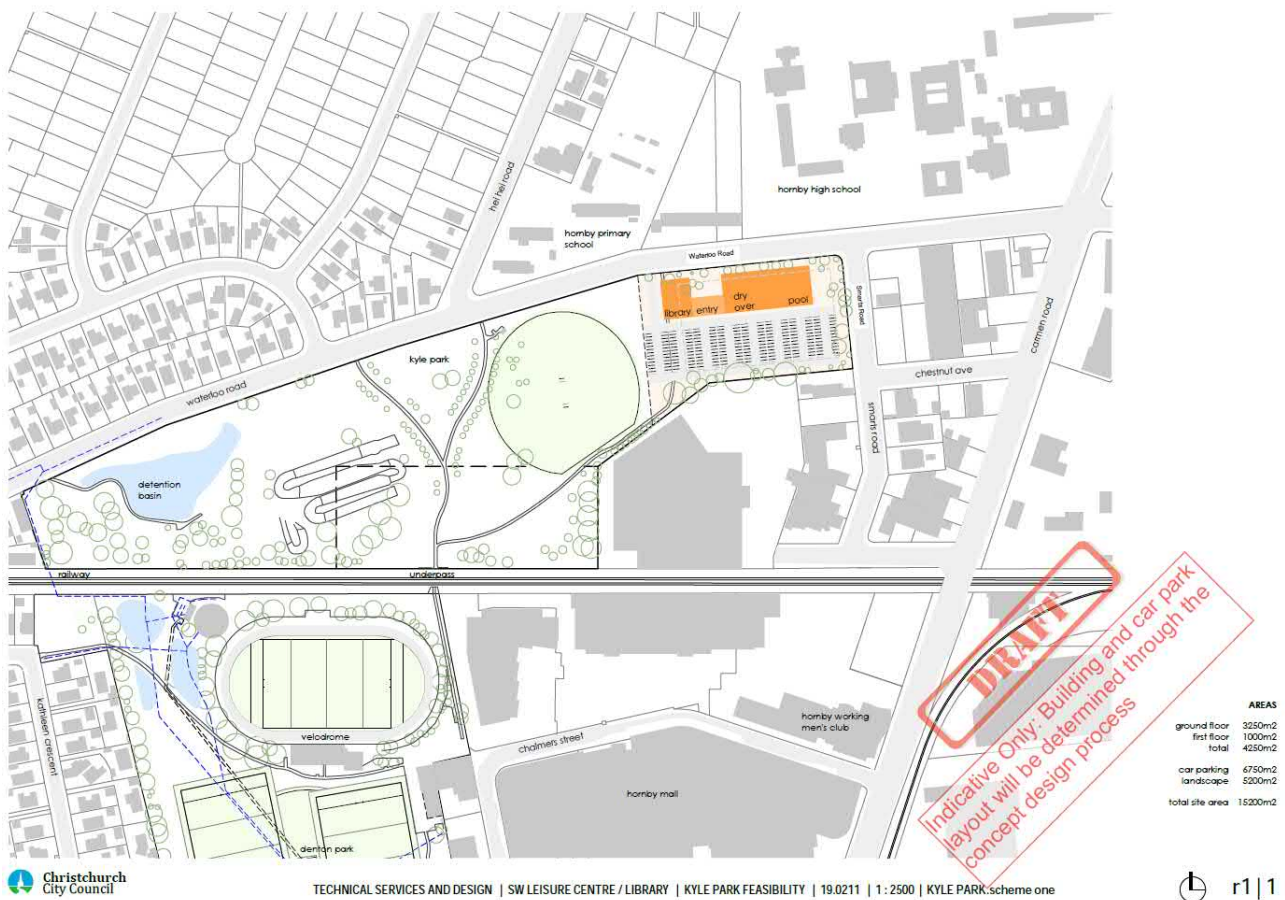 hei hei road
hornby high school
hornby primary
school
Waterloo Road
library entry
dry
over
pool
Smarts Road
carmen road
kyle park
chestnut ave
waterloo road
smarts road
detention
basin
railway
underpass
DRAFT
Indicative Only: Building and car park
layout will be determined through the
concept design process
kathleen crescent
velodrome
chalmers street
hornby working
men's club
hornby mall
denton park
AREAS
ground floor 3250m2
first floor 1000m2
total 4250m2
car parking 6750m2
landscape 5200m2
total site area 15200m2
Christchurch
City Council
TECHNICAL SERVICES AND DESIGN | SW LEISURE CENTRE / LIBRARY | KYLE PARK FEASIBILITY | 19.0211 | 1 : 2500 | KYLE PARK:scheme one
r1 | 1